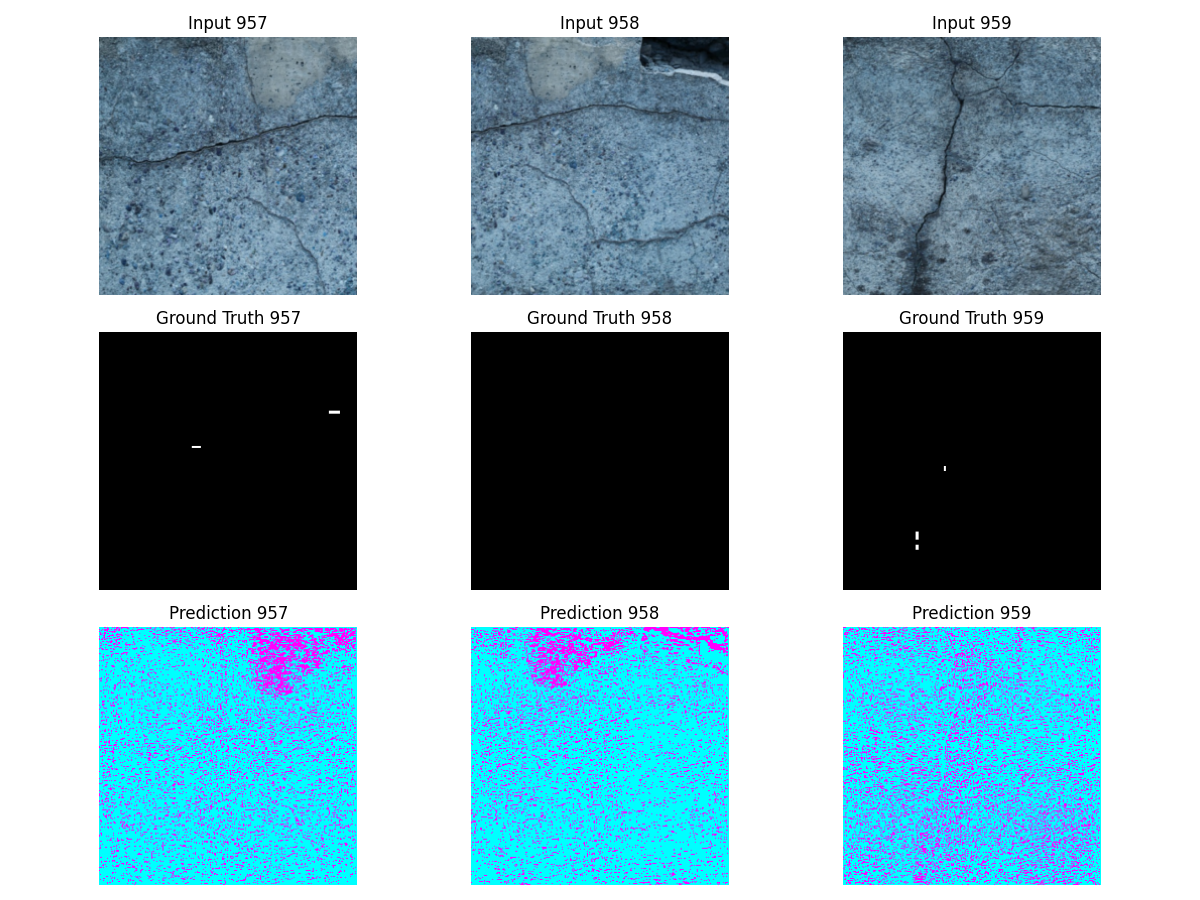 Input 957
Input 958
Input 959
Ground Truth 957
Ground Truth 958
Ground Truth 959
Prediction 957
Prediction 958
Prediction 959